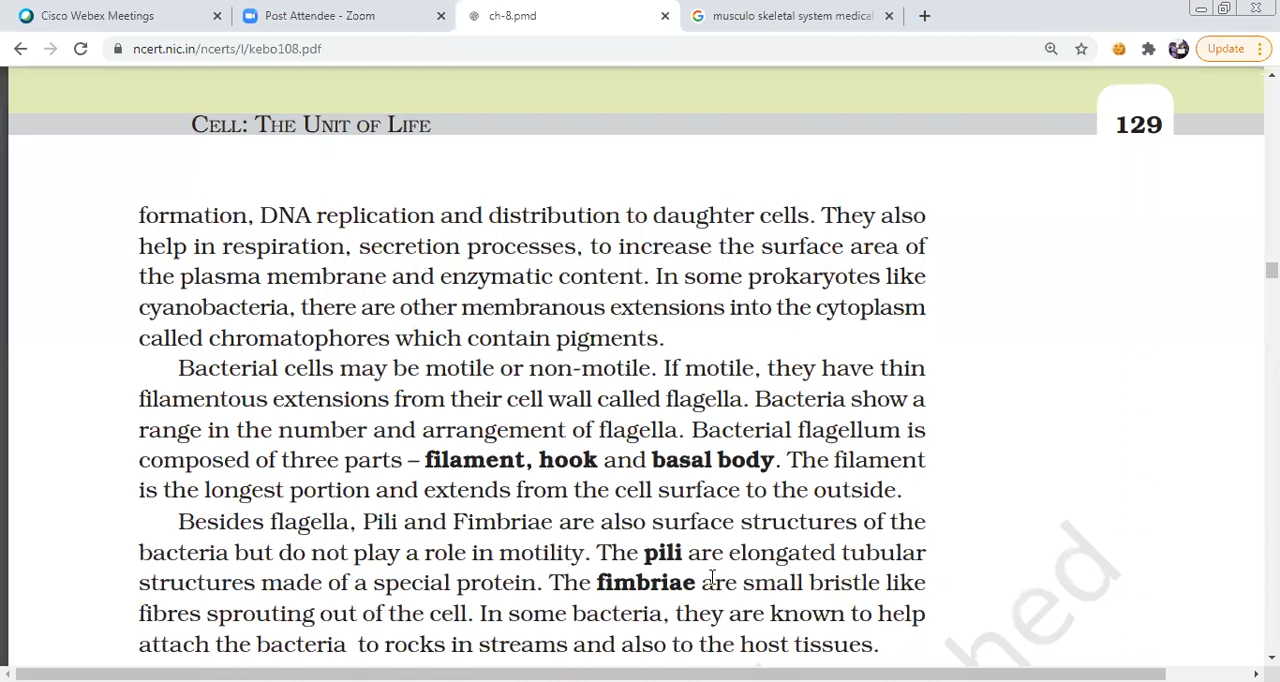 Cisco Webex Meetings
Post Attendee - Zoom
ch-8.pmd
musculo skeletal system medical
ncert.nic.in/ncerts/l/kebo108.pdf
Update
CELL: THE UNIT OF LIFE
129
formation, DNA replication and distribution to daughter cells. They also
help in respiration, secretion processes, to increase the surface area of
the plasma membrane and enzymatic content. In some prokaryotes like
cyanobacteria, there are other membranous extensions into the cytoplasm
called chromatophores which contain pigments.
Bacterial cells may be motile or non-motile. If motile, they have thin
filamentous extensions from their cell wall called flagella. Bacteria show a
range in the number and arrangement of flagella. Bacterial flagellum is
composed of three parts – filament, hook and basal body. The filament
is the longest portion and extends from the cell surface to the outside.
Besides flagella, Pili and Fimbriae are also surface structures of the
bacteria but do not play a role in motility. The pili are elongated tubular
structures made of a special protein. The fimbriae are small bristle like
fibres sprouting out of the cell. In some bacteria, they are known to help
attach the bacteria to rocks in streams and also to the host tissues.
hed